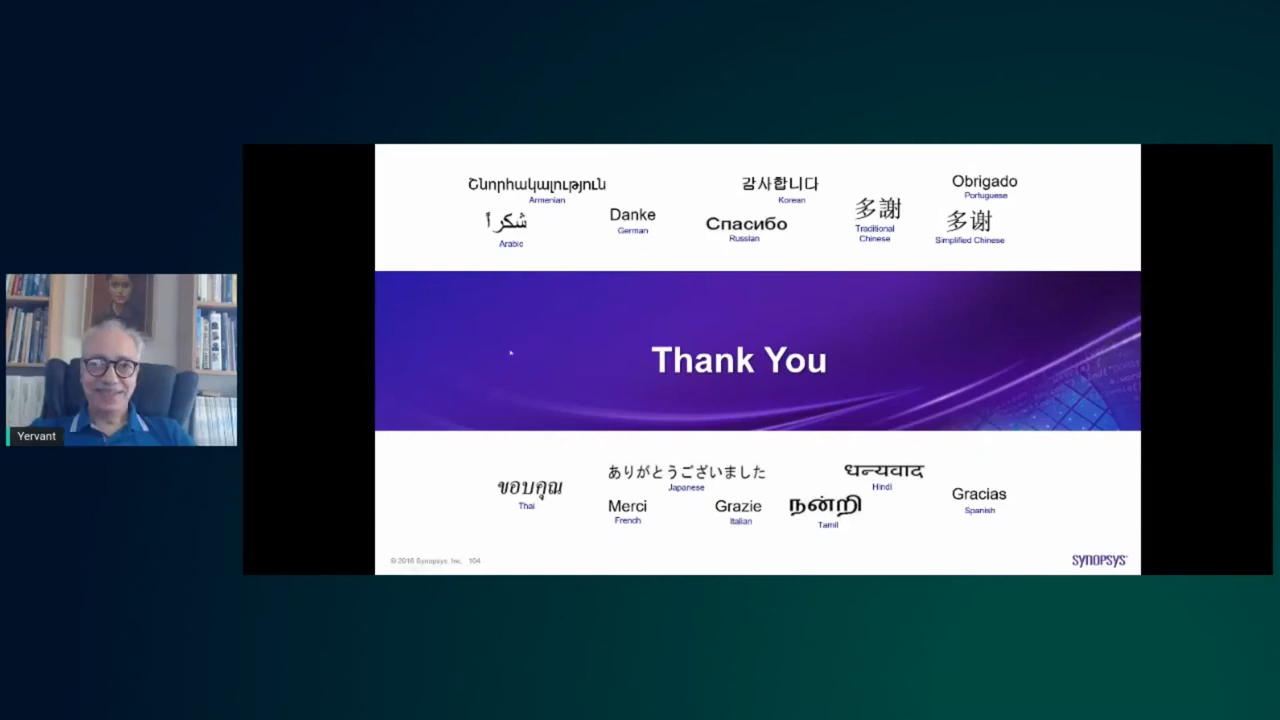 Շնորհակալություն
Armenian
شكراً
Arabic
Danke
German
감사합니다
Korean
Спасибо
Russian
多謝
Traditional
Chinese
Obrigado
Portuguese
多谢
Simplified Chinese
Thank You
Yervant
ขอบคุณ
Thai
ありがとうございました
Japanese
Merci
French
Grazie
Italian
நன்றி
Tamil
धन्यवाद
Hindi
Gracias
Spanish
© 2016 Synopsys, Inc. 104
SYNOPSYS